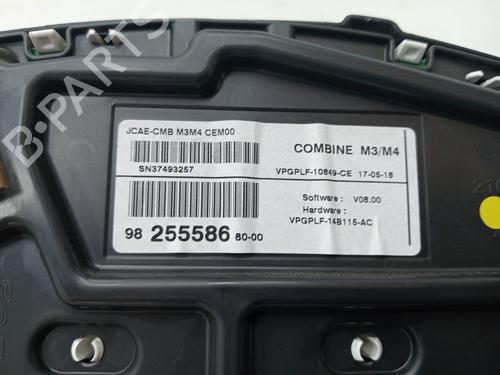 B-PARTS
JCAE-CMB M3M4 CEM00
COMBINE M3/M4
SN37493257
VPGPLF-10849-CE 17-05-18
Software : V08.00
Hardware :
VPGPLF-14B115-AC
98 255586 80-00